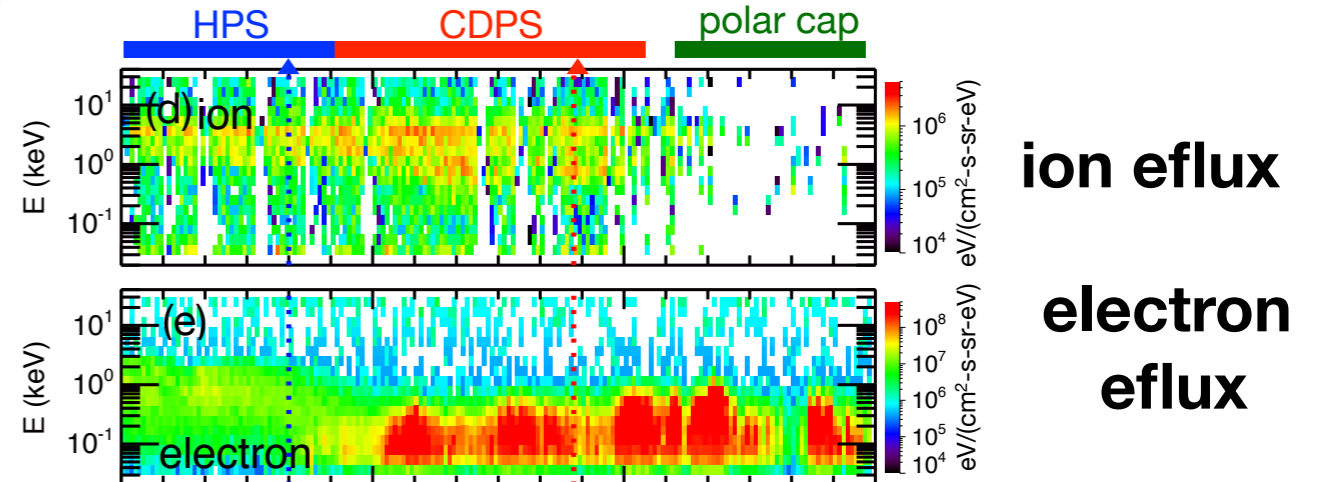 HPS CDPS polar cap
(d) ion
E (keV)
10¹
10⁰
10⁻¹
10⁶
10⁵
10⁴
eV/(cm²-s-sr-eV)
ion eflux
(e)
electron
E (keV)
10¹
10⁰
10⁻¹
10⁸
10⁷
10⁶
10⁵
10⁴
eV/(cm²-s-sr-eV)
electron
eflux